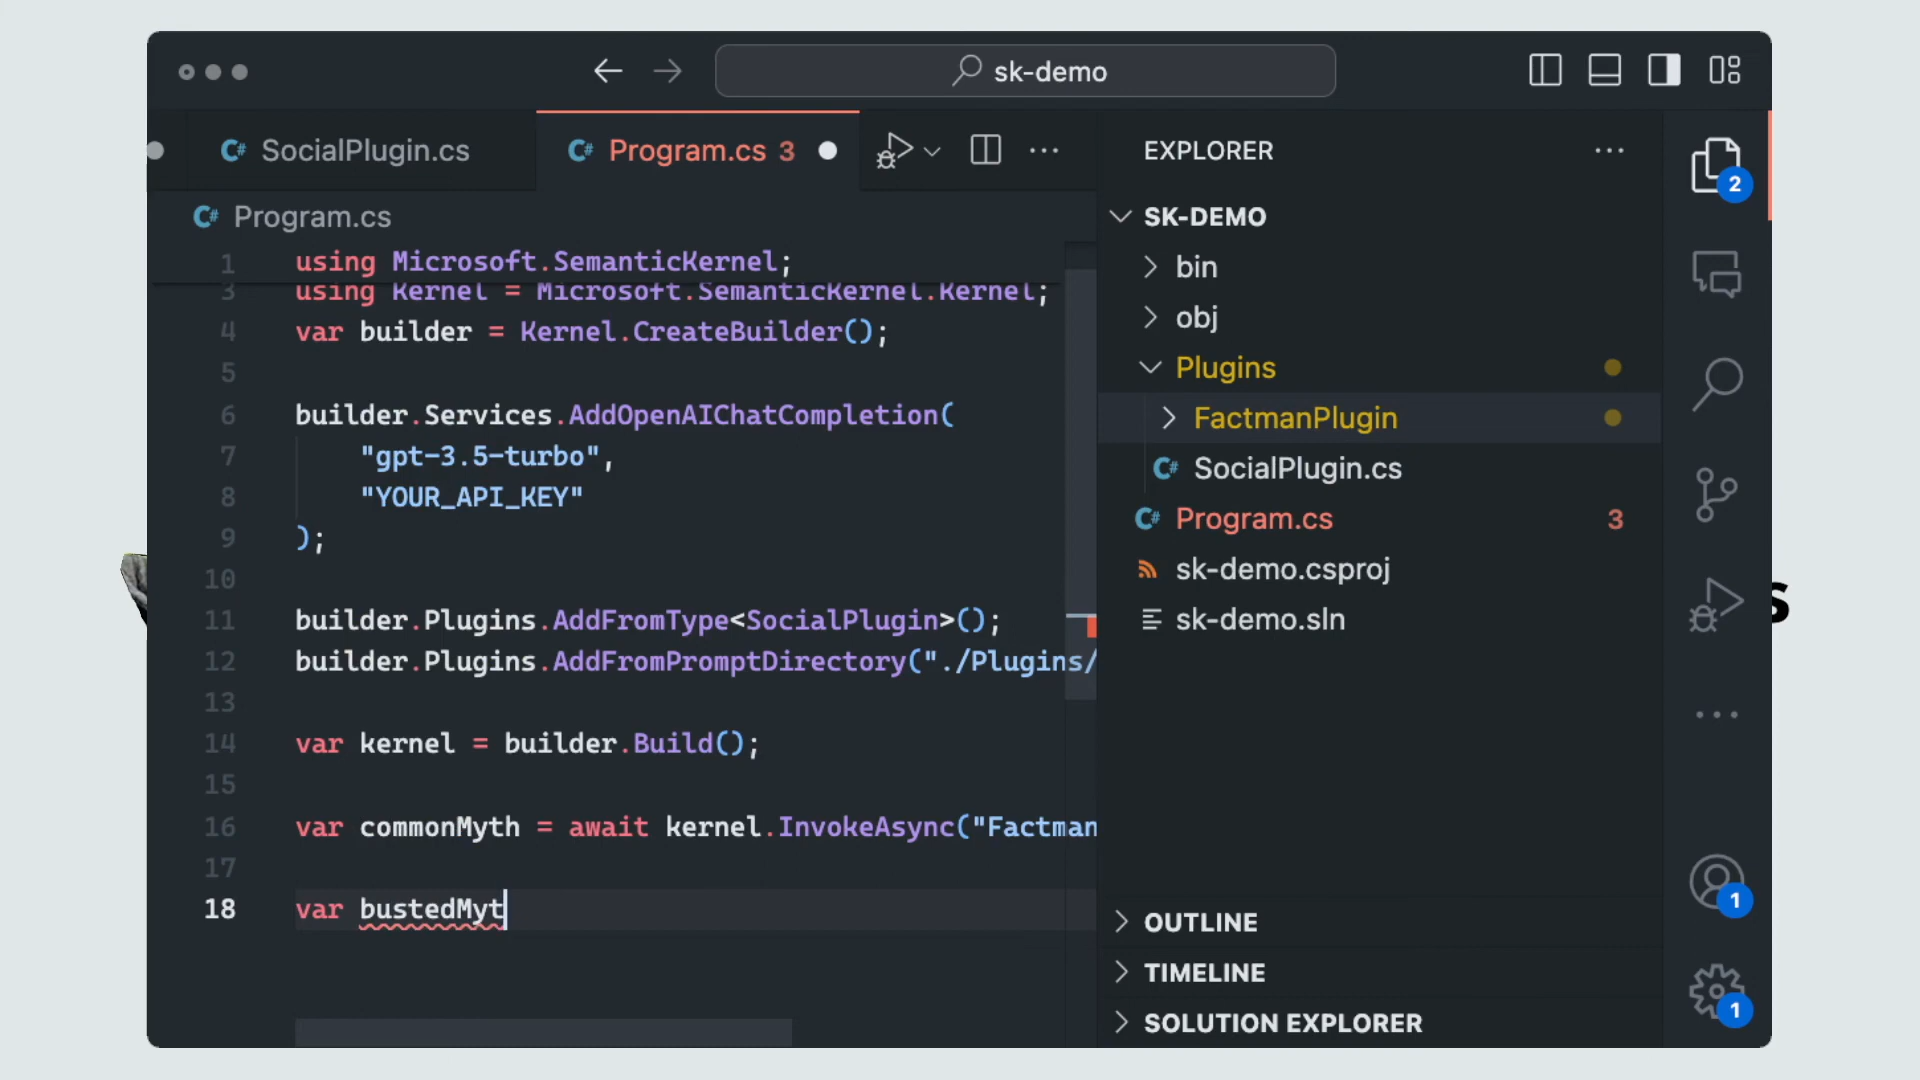 sk-demo
SocialPlugin.cs
Program.cs 3
Program.cs
1 using Microsoft.SemanticKernel;
3 using Kernel = Microsoft.SemanticKernel.Kernel;
4 var builder = Kernel.CreateBuilder();
5
6 builder.Services.AddOpenAIChatCompletion(
7 "gpt-3.5-turbo",
8 "YOUR_API_KEY"
9 );
10
11 builder.Plugins.AddFromType<SocialPlugin>();
12 builder.Plugins.AddFromPromptDirectory("./Plugins/
13
14 var kernel = builder.Build();
15
16 var commonMyth = await kernel.InvokeAsync("Factman
17
18 var bustedMyt
EXPLORER
SK-DEMO
bin
obj
Plugins
FactmanPlugin
SocialPlugin.cs
Program.cs 3
sk-demo.csproj
sk-demo.sln
OUTLINE
TIMELINE
SOLUTION EXPLORER
2
1
1
s